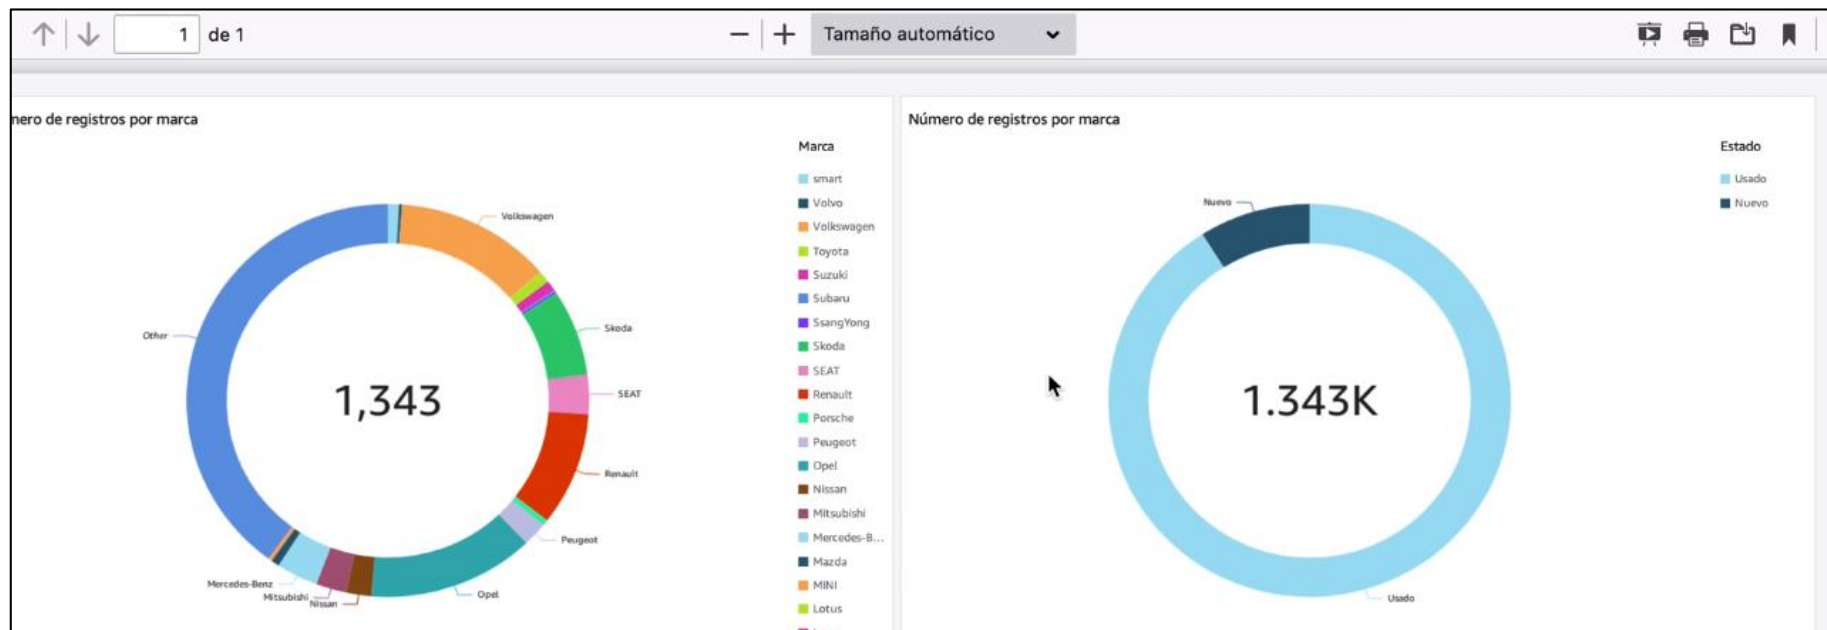 1 de 1
Tamaño automático
nero de registros por marca
Marca
smart
Volvo
Volkswagen
Toyota
Suzuki
Subaru
SsangYong
Skoda
SEAT
Renault
Porsche
Peugeot
Opel
Nissan
Mitsubishi
Mercedes-B...
Mazda
MINI
Lotus
Volkswagen
Other
Skoda
1,343
SEAT
Renault
Peugeot
Mercedes-Benz
Mitsubishi
Nissan
Opel
Número de registros por marca
Estado
Usado
Nuevo
Nuevo
1.343K
Usado